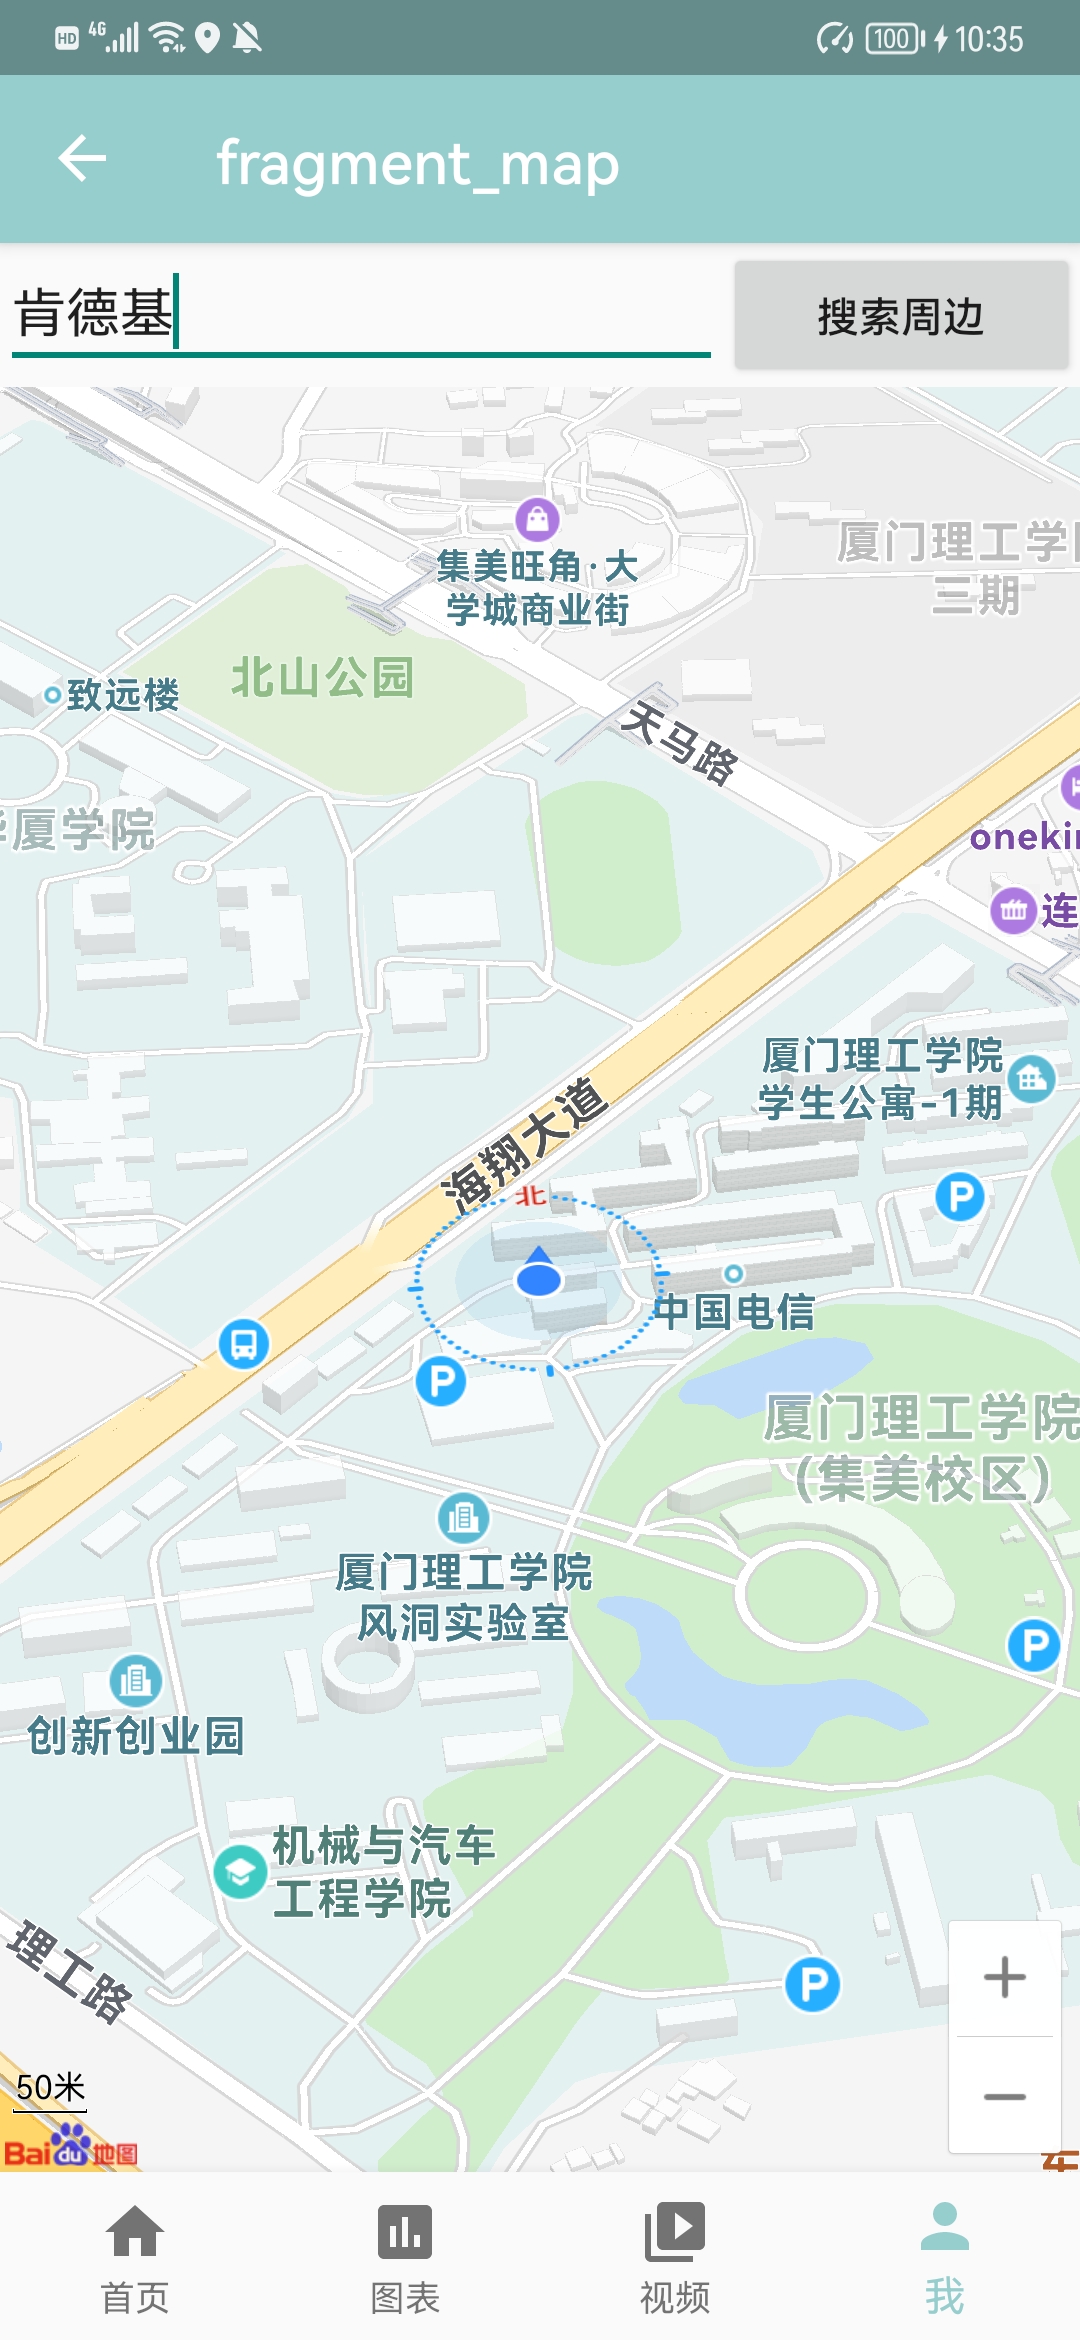 HD 4G 100 10:35
fragment_map
肯德基
搜索周边
集美旺角·大
学城商业街
厦门理工学
三期
北山公园
致远楼
天马路
厦学院
onekin
连
厦门理工学院
学生公寓-1期
海翔大道
北
P
中国电信
P
厦门理工学院
(集美校区)
厦门理工学院
风洞实验室
P
创新创业园
机械与汽车
工程学院
理工路
P
+
50米
−
Baidu地图
首页
图表
视频
我